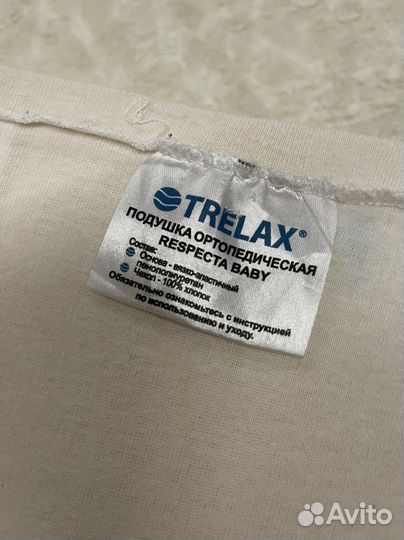 TRELAX®
ПОДУШКА ОРТОПЕДИЧЕСКАЯ
RESPECTA BABY
Состав:
Основа - вязко-эластичный
пенополиуретан
Чехол - 100% хлопок
Обязательно ознакомьтесь с инструкцией
по использованию и уходу.
Avito